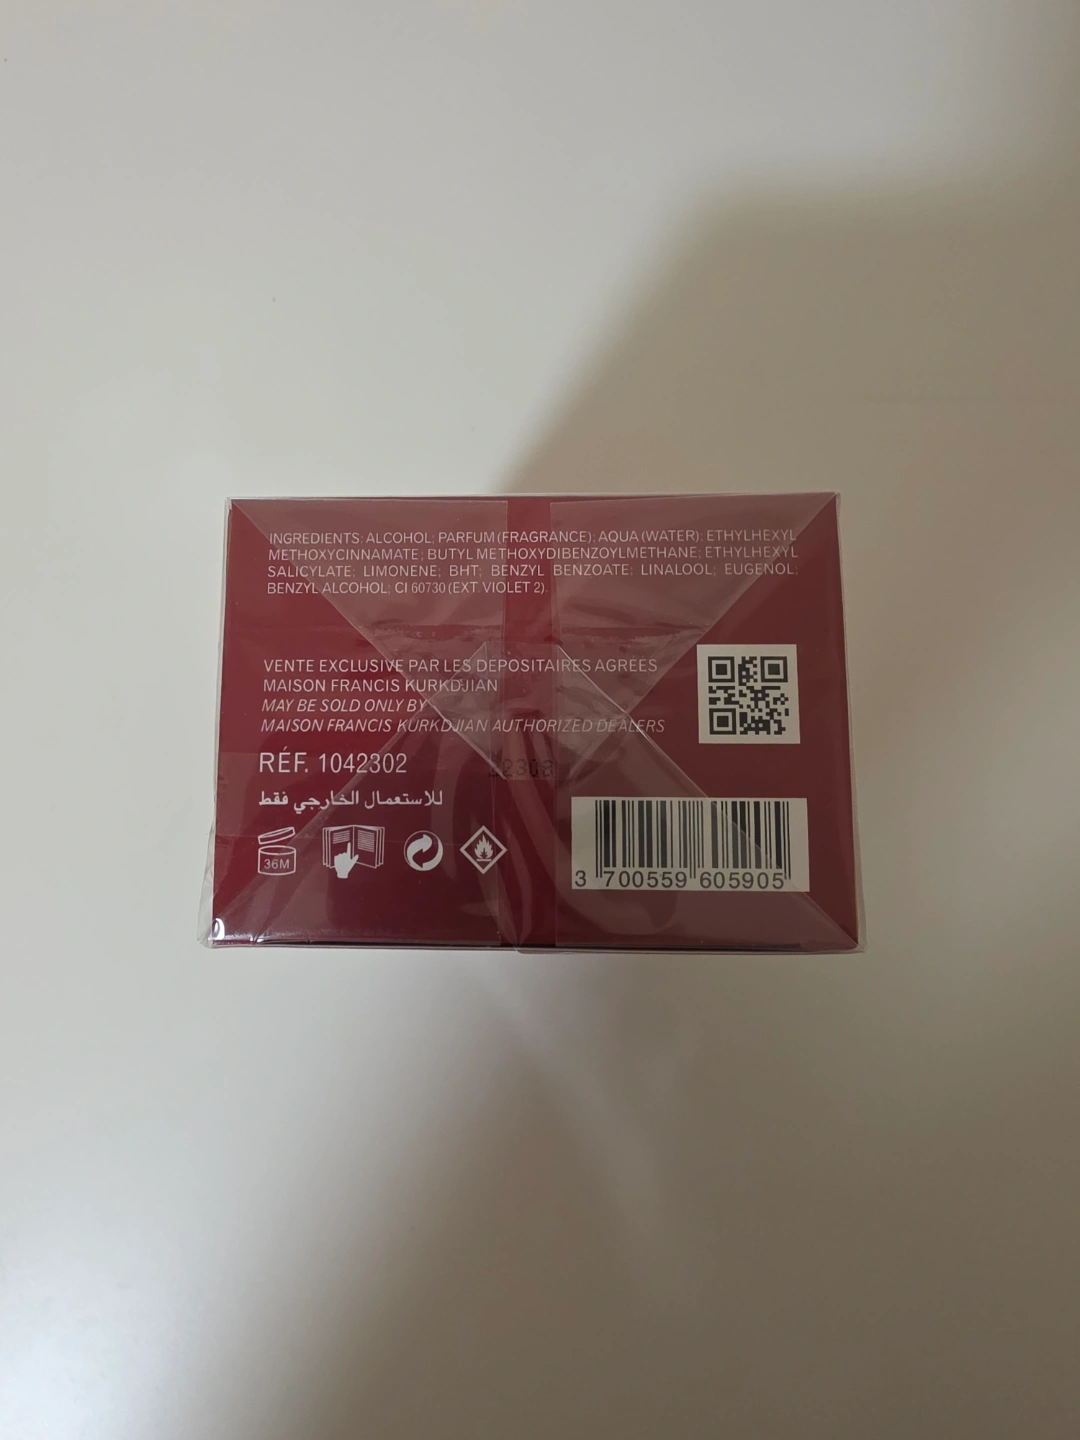 INGREDIENTS: ALCOHOL; PARFUM (FRAGRANCE); AQUA (WATER); ETHYLHEXYL
METHOXYCINNAMATE; BUTYL METHOXYDIBENZOYLMETHANE; ETHYLHEXYL
SALICYLATE; LIMONENE; BHT; BENZYL BENZOATE; LINALOOL; EUGENOL;
BENZYL ALCOHOL; CI 60730 (EXT. VIOLET 2).
VENTE EXCLUSIVE PAR LES DÉPOSITAIRES AGRÉÉS
MAISON FRANCIS KURKDJIAN
MAY BE SOLD ONLY BY
MAISON FRANCIS KURKDJIAN AUTHORIZED DEALERS
RÉF. 1042302
للاستعمال الخارجي فقط
36M
3 700559 605905